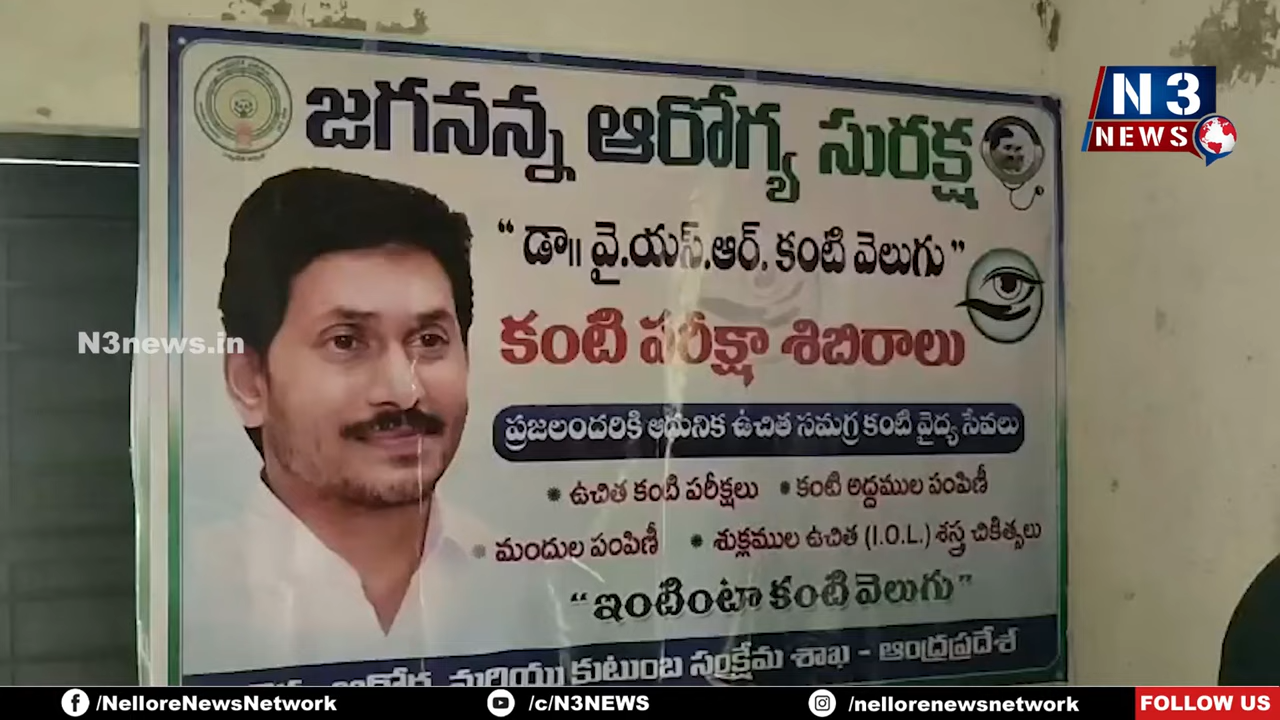 జగనన్న ఆరోగ్య సురక్ష
N3
NEWS
“డా॥ వై.యస్.ఆర్. కంటి వెలుగు”
కంటి పరీక్షా శిబిరాలు
N3news.in
ప్రజలందరికి ఆధునిక ఉచిత సమగ్ర కంటి వైద్య సేవలు
ఉచిత కంటి పరీక్షలు కంటి అద్దముల పంపిణీ
మందుల పంపిణీ శుక్లముల ఉచిత (I.O.L.) శస్త్ర చికిత్సలు
“ఇంటింటా కంటి వెలుగు”
మరియు కుటుంబ సంక్షేమ శాఖ - ఆంధ్రప్రదేశ్
/NelloreNewsNetwork /c/N3NEWS /nellorenewsnetwork FOLLOW US